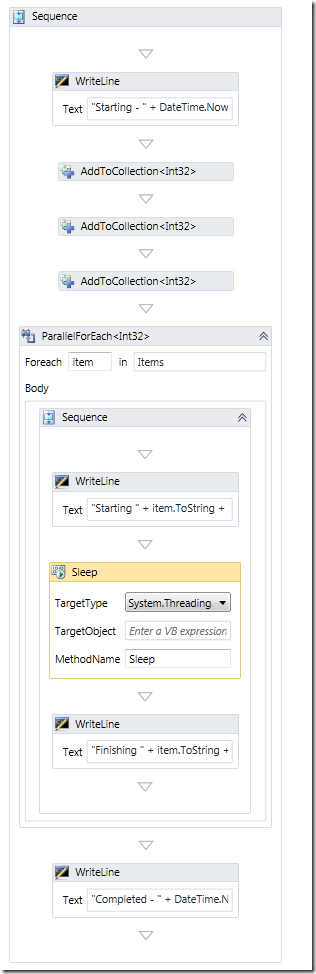 Sequence
WriteLine
Text "Starting - " + DateTime.Now
AddToCollection<Int32>
AddToCollection<Int32>
AddToCollection<Int32>
ParallelForEach<Int32>
Foreach item in Items
Body
Sequence
WriteLine
Text "Starting " + item.ToString +
Sleep
TargetType System.Threading.
TargetObject Enter a VB expression
MethodName Sleep
WriteLine
Text "Finishing " + item.ToString +
WriteLine
Text "Completed - " + DateTime.N